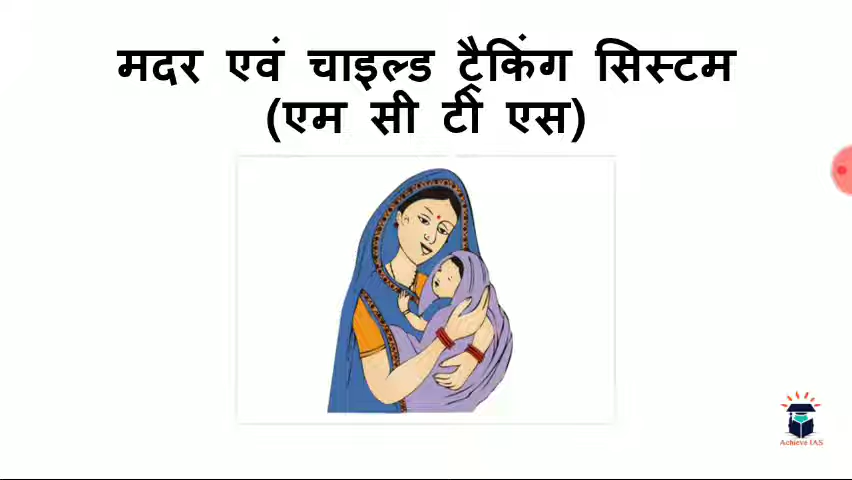 मदर एवं चाइल्ड ट्रैकिंग सिस्टम
(एम सी टी एस)
Achieve IAS